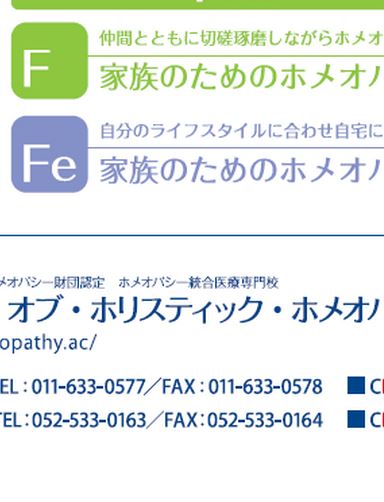 F
仲間とともに切磋琢磨しながらホメオ
家族のためのホメオ
Fe
自分のライフスタイルに合わせ自宅に
家族のためのホメオ
メオパシー財団認定 ホメオパシー統合医療専門校
オブ・ホリスティック・ホメオ
opathy.ac/
EL：011-633-0577／FAX：011-633-0578 ■C
TEL：052-533-0163／FAX：052-533-0164 ■C